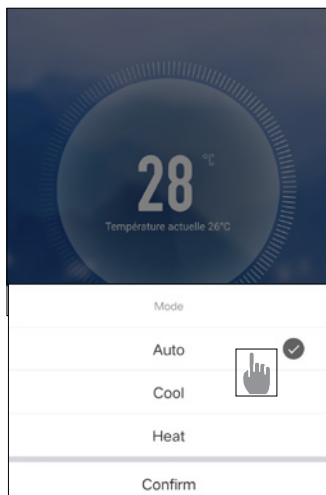 28 °C
Température actuelle 26°C
Mode
Auto
Cool
Heat
Confirm